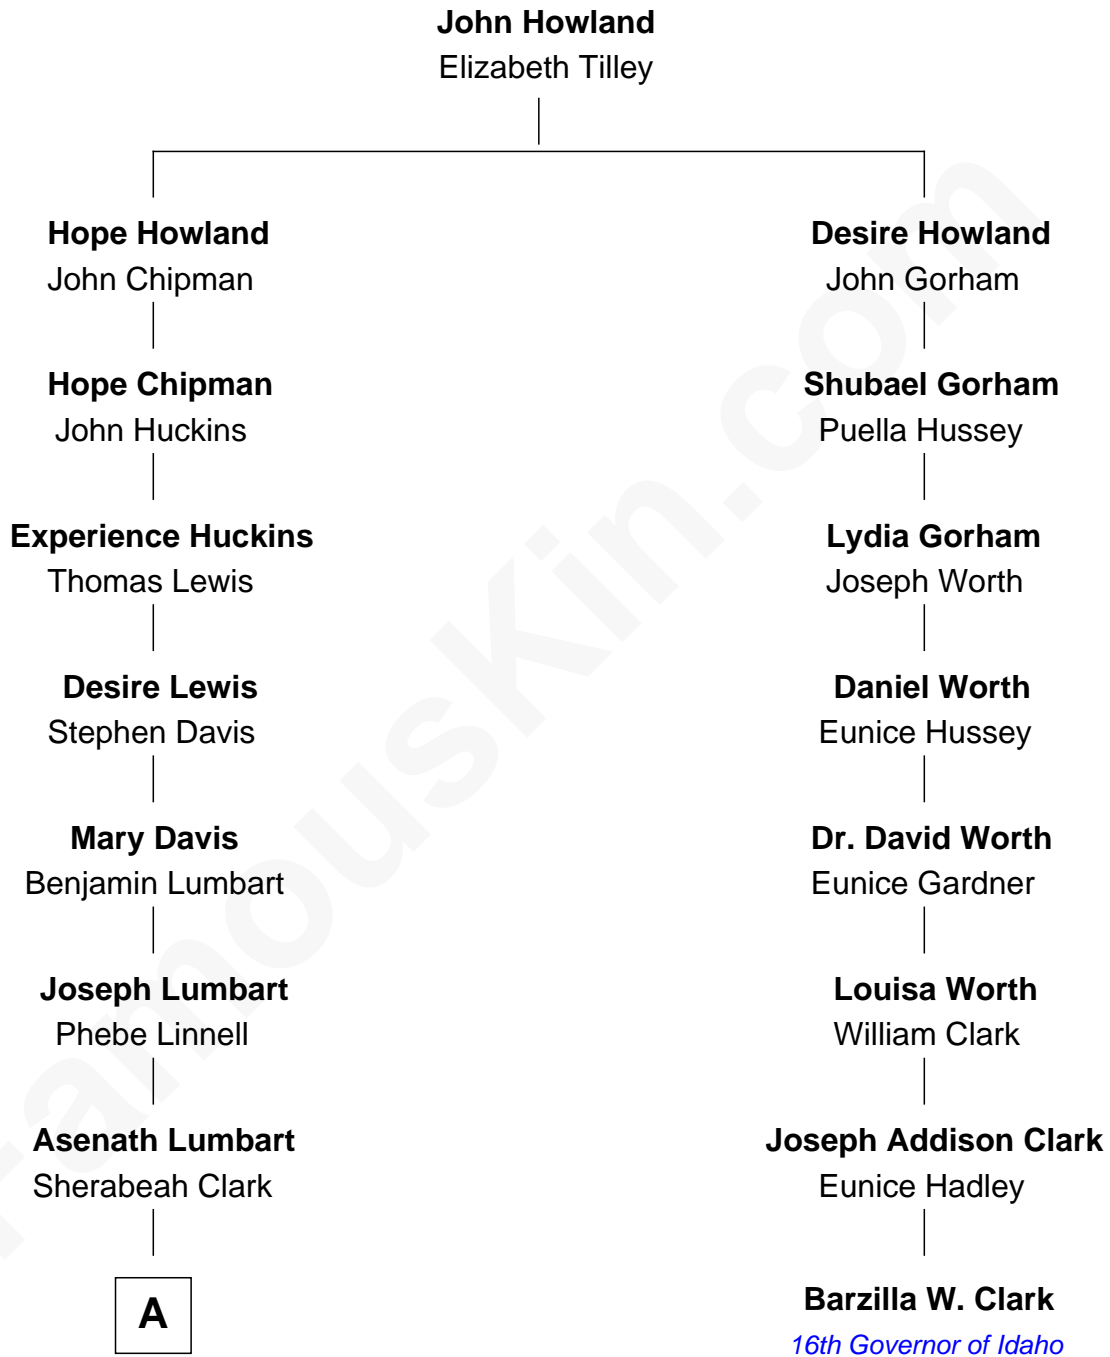 John Howland
Elizabeth Tilley
Hope Howland
John Chipman
Desire Howland
John Gorham
Hope Chipman
John Huckins
Shubael Gorham
Puella Hussey
Experience Huckins
Thomas Lewis
Lydia Gorham
Joseph Worth
Desire Lewis
Stephen Davis
Daniel Worth
Eunice Hussey
Mary Davis
Benjamin Lumbart
Dr. David Worth
Eunice Gardner
Joseph Lumbart
Phebe Linnell
Louisa Worth
William Clark
Asenath Lumbart
Sherabeah Clark
Joseph Addison Clark
Eunice Hadley
A
Barzilla W. Clark
16th Governor of Idaho
FamousKin.com